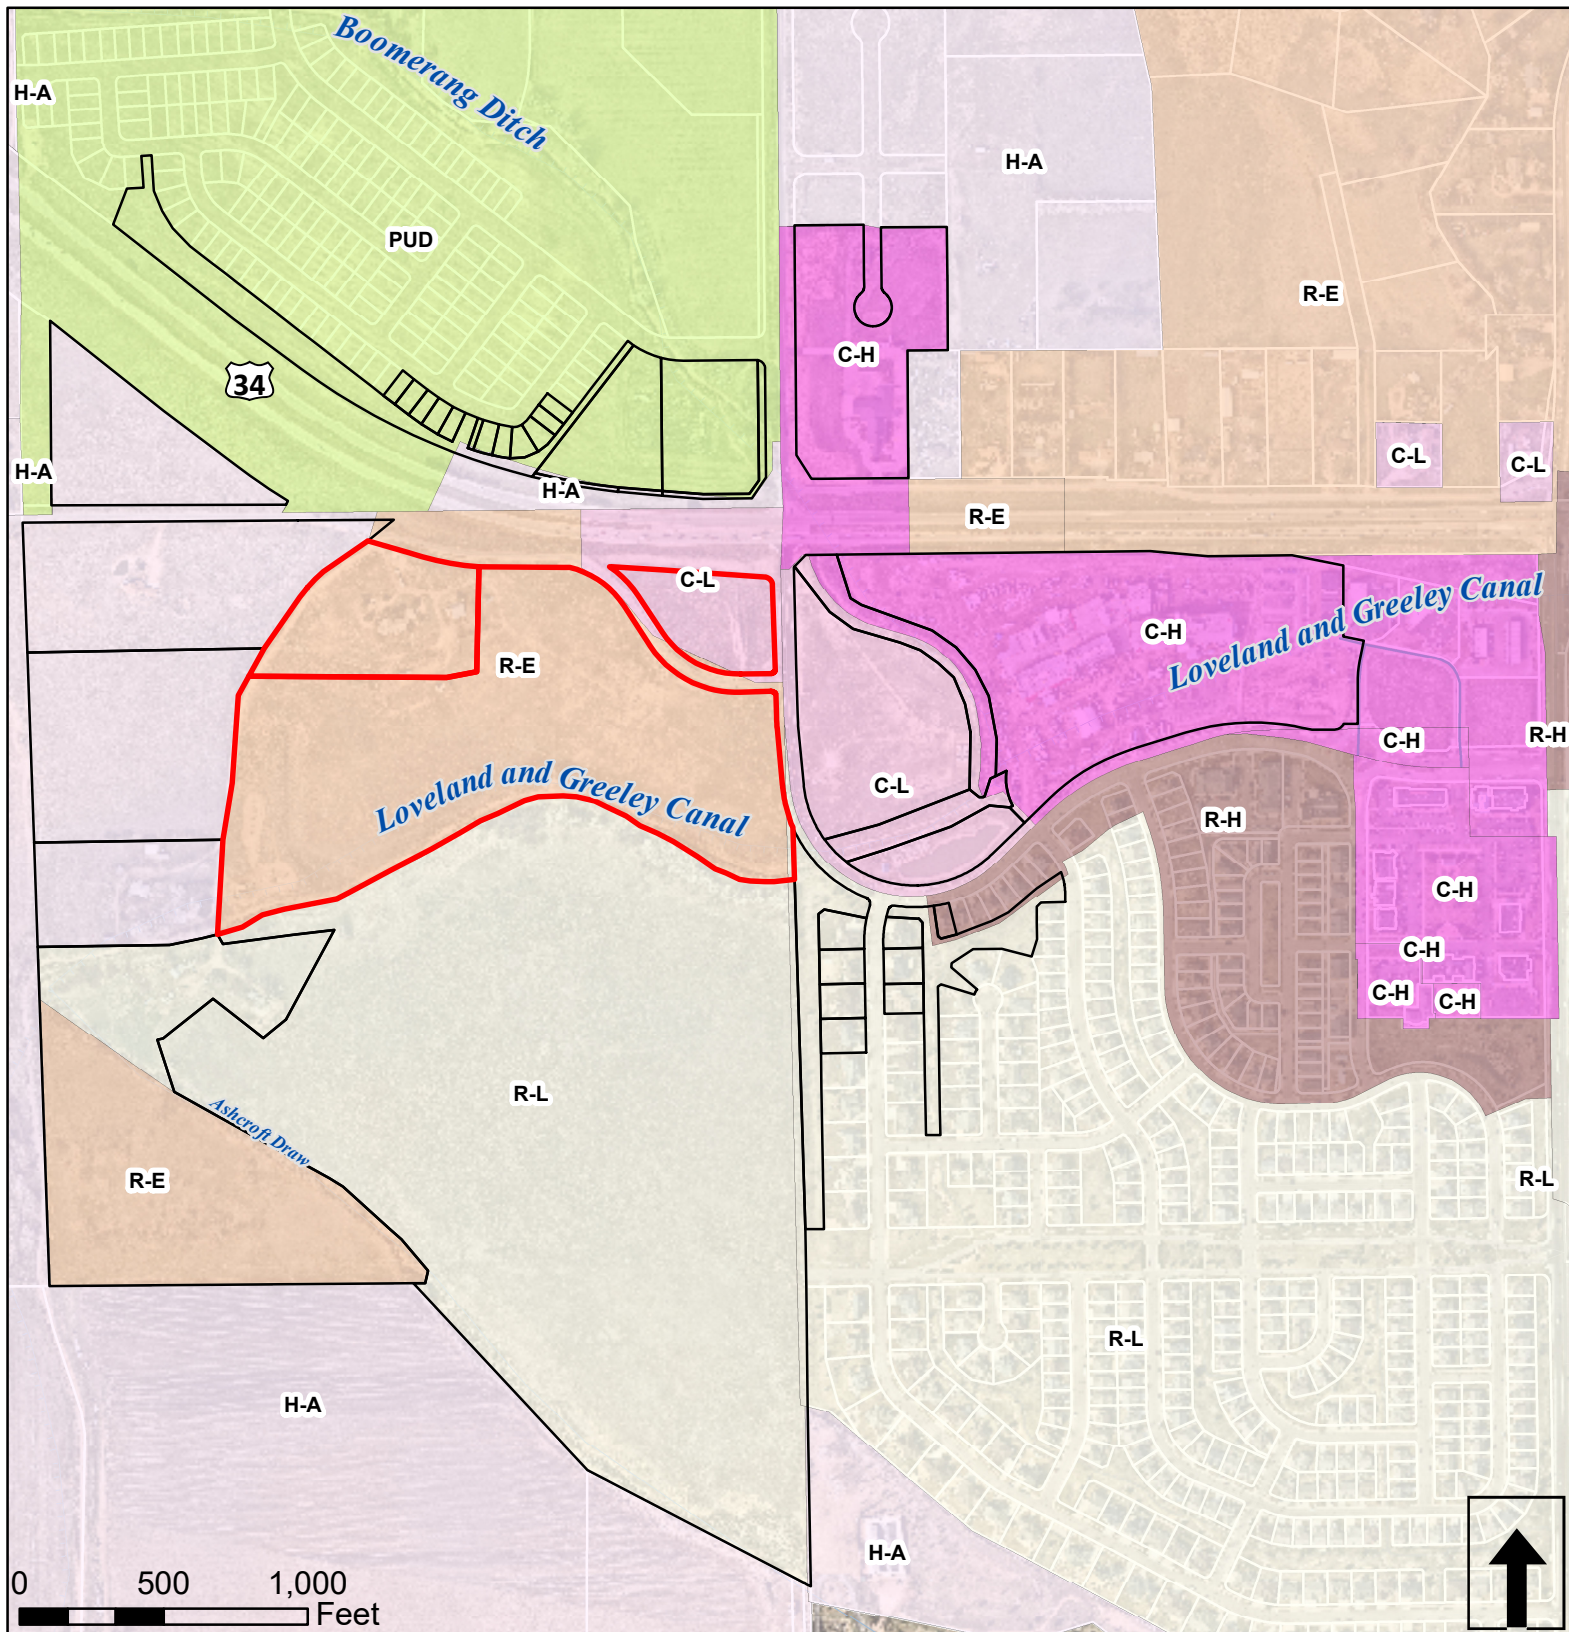 Boomerang Ditch
H-A
H-A
PUD
R-E
C-H
34
C-L
C-L
H-A
H-A
R-E
C-L
C-H
Loveland and Greeley Canal
R-E
C-H
R-H
Loveland and Greeley Canal
C-L
R-H
C-H
C-H
C-H
C-H
R-L
Ashcroft Draw
R-E
R-L
R-L
H-A
H-A
0 500 1,000
Feet